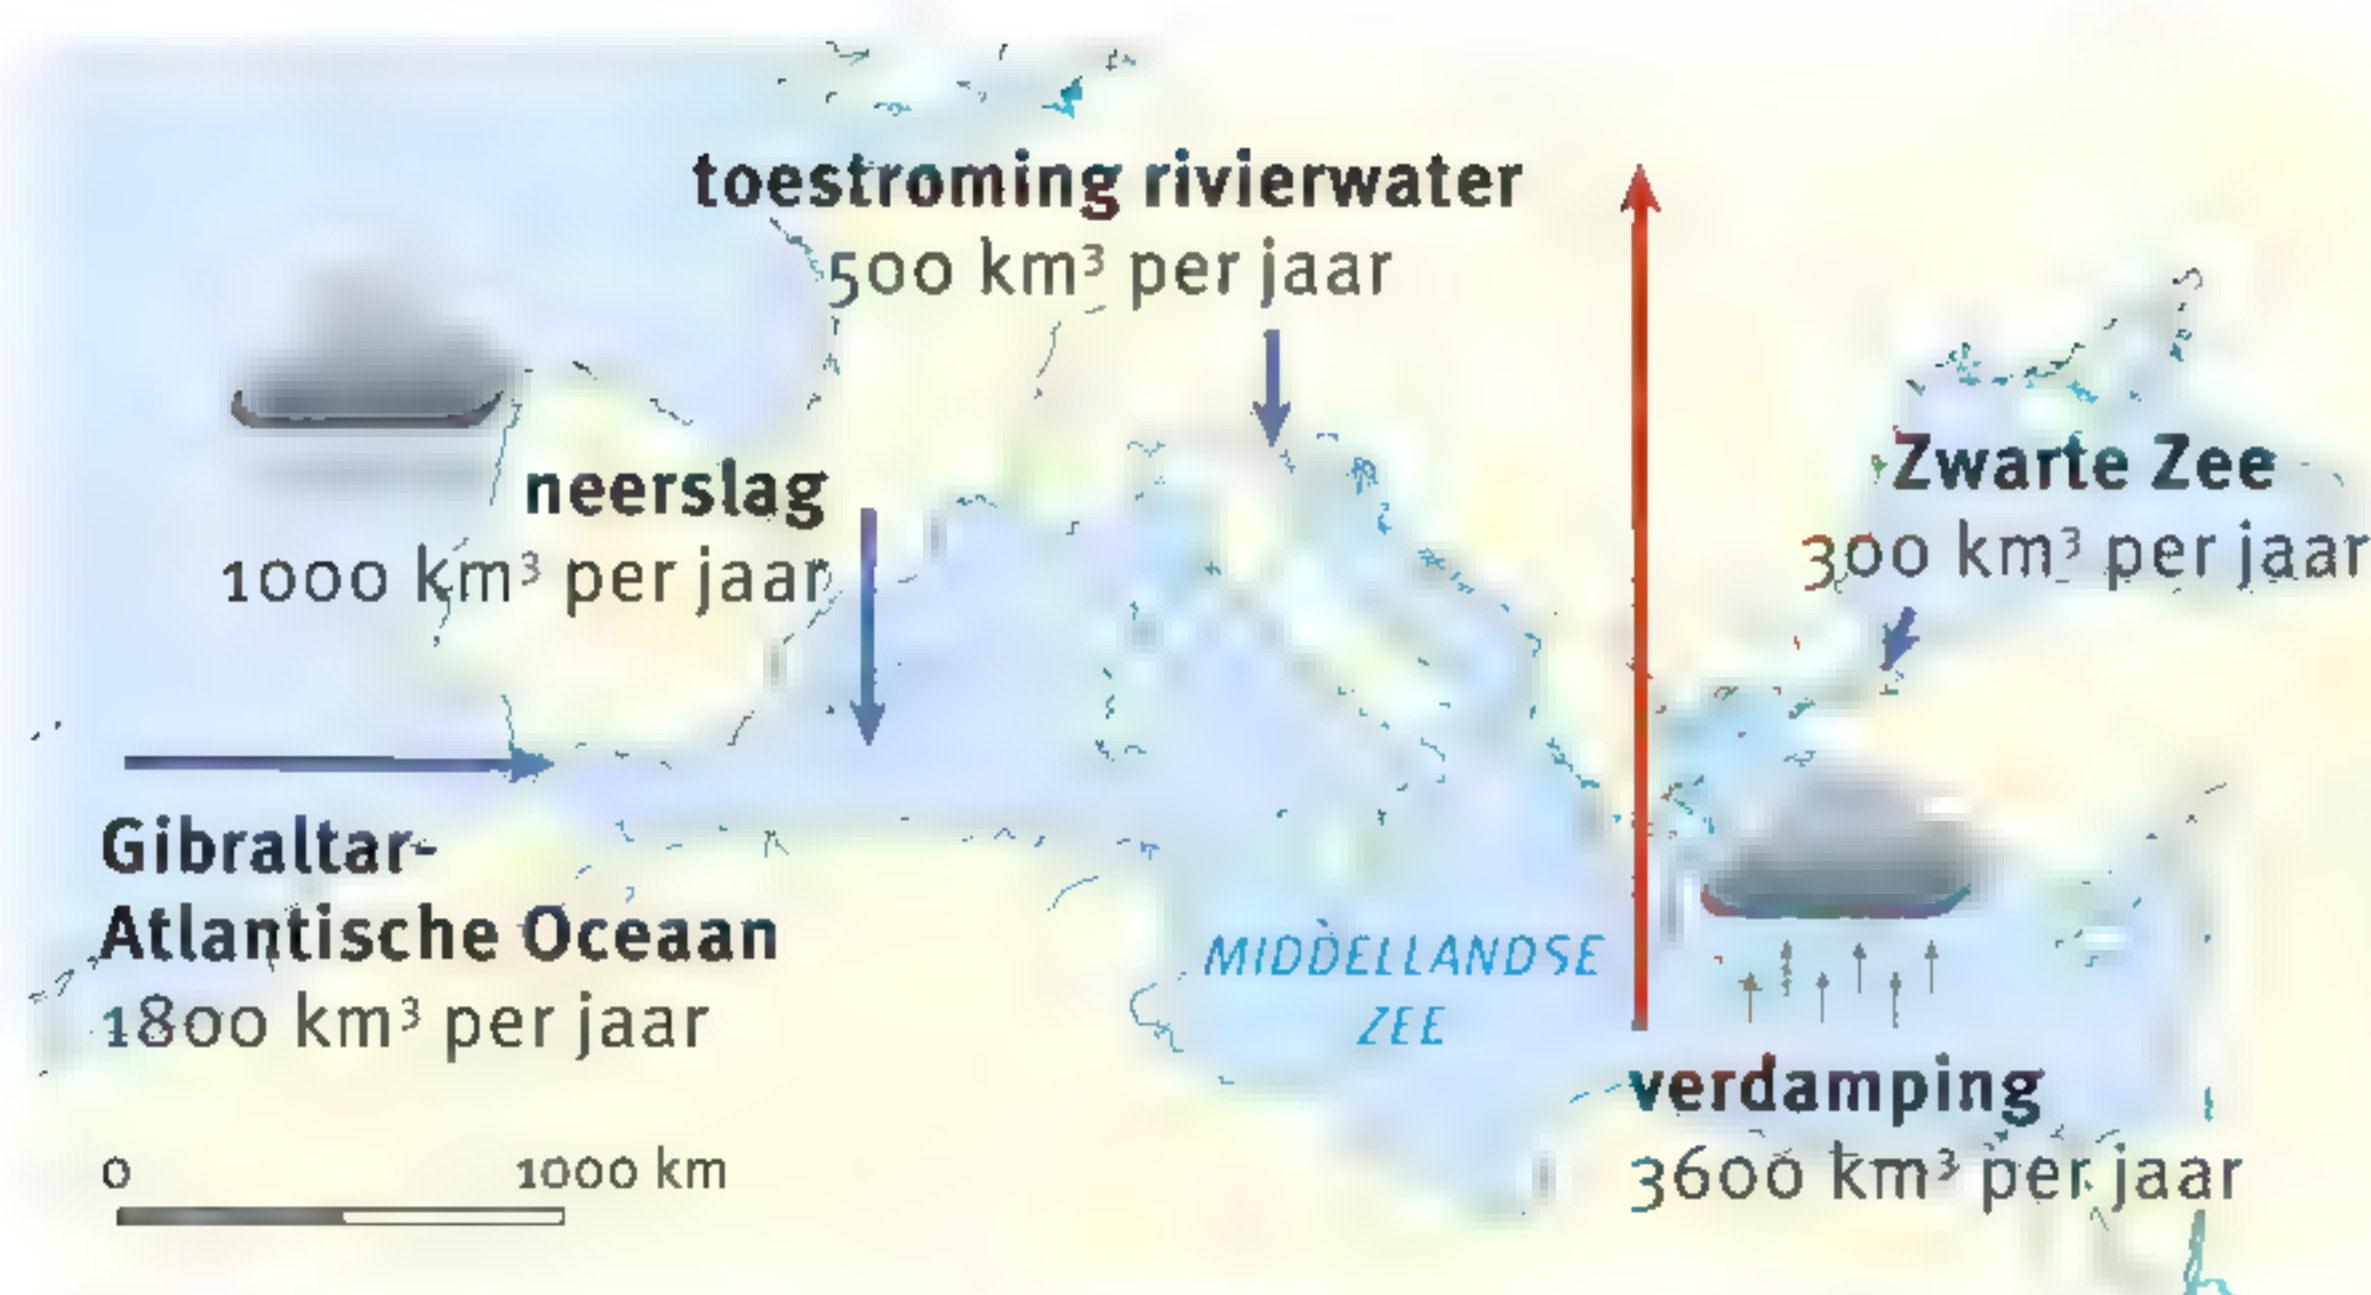 toestroming rivierwater
500 km³ per jaar
neerslag
1000 km³ per jaar
Zwarte Zee
300 km³ per jaar
Gibraltar-
Atlantische Oceaan
1800 km³ per jaar
MIDDELLANDSE
ZEE
verdamping
3600 km³ per jaar
0 1000 km